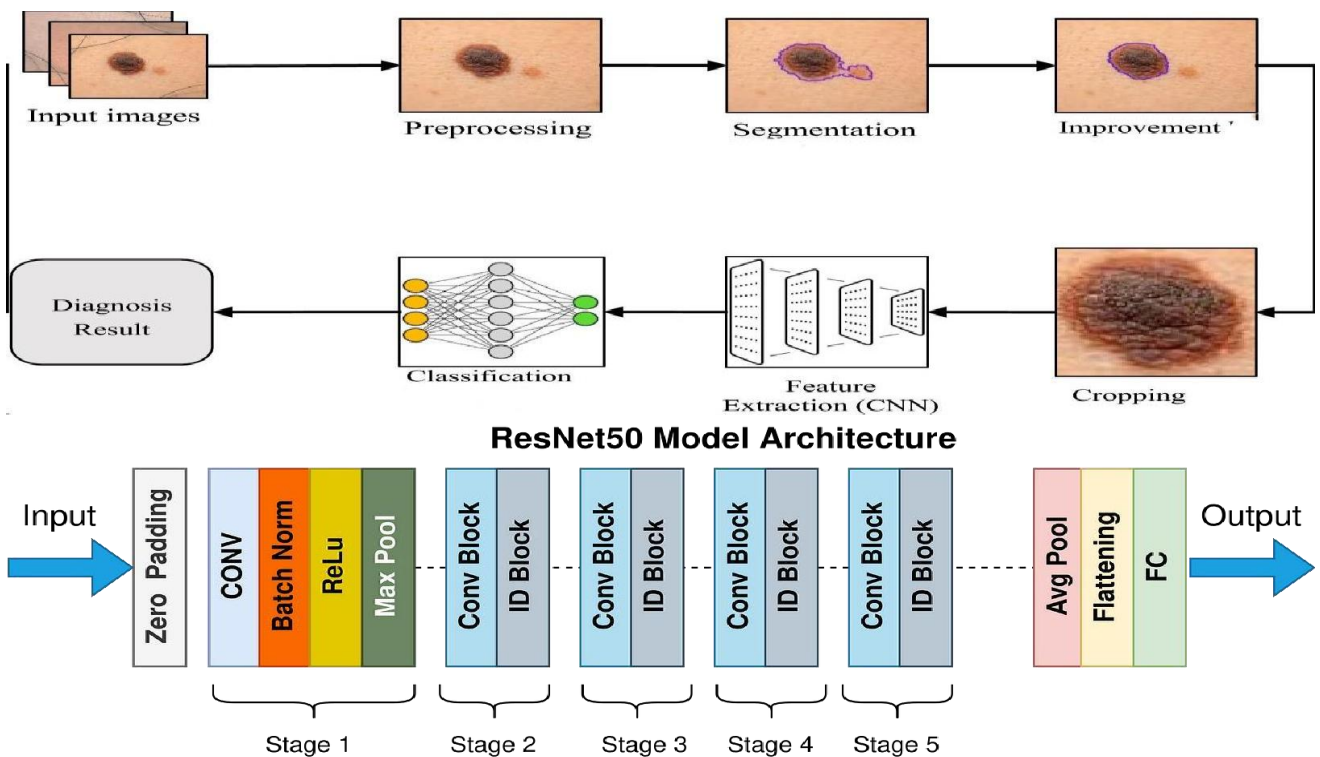 Input images
Preprocessing
Segmentation
Improvement '
Diagnosis
Result
Classification
Feature
Extraction (CNN)
Cropping
ResNet50 Model Architecture
Input
Zero Padding
CONV
Batch Norm
ReLu
Max Pool
Conv Block
ID Block
Conv Block
ID Block
Conv Block
ID Block
Conv Block
ID Block
Avg Pool
Flattening
FC
Output
Stage 1
Stage 2
Stage 3
Stage 4
Stage 5